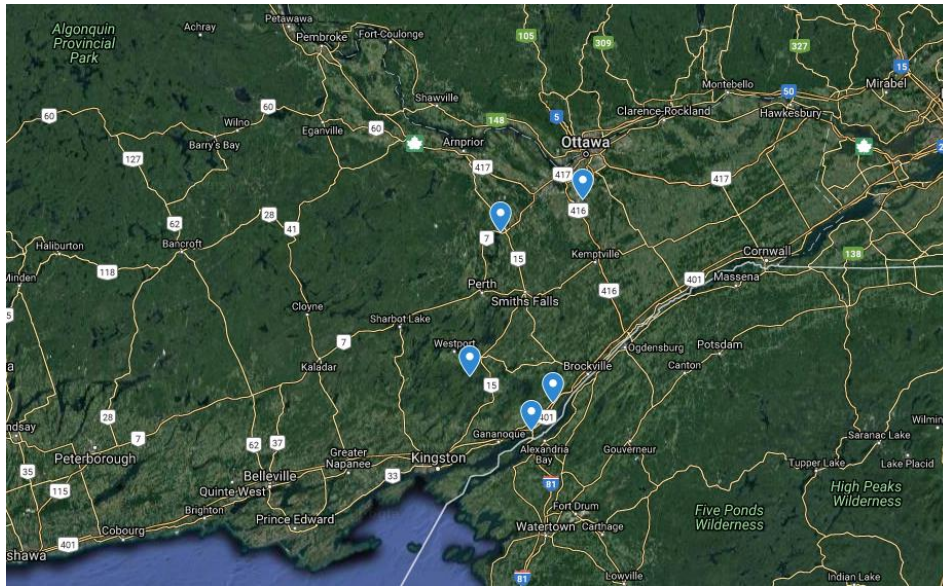 Algonquin
Provincial
Park
Achray
Petawawa
Pembroke
Fort-Coulonge
105
309
327
15
Mirabel
Montebello
50
Shawville
Clarence-Rockland
Hawkesbury
60
60
Wilno
Eganville
60
148
5
Barry's Bay
Arnprior
Ottawa
127
417
417
417
416
62
28
41
7
Haliburton
Bancroft
15
Kemptville
Cornwall
138
118
Perth
416
401
Massena
Smiths Falls
Cloyne
Sharbot Lake
7
Westport
Ogdensburg
Potsdam
Kaladar
15
Brockville
Canton
28
7
62
37
401
Gananoque
Alexandria
Bay
Gouverneur
Saranac Lake
Peterborough
Greater
Napanee
Kingston
Tupper Lake
Lake Placid
35
115
Belleville
33
81
High Peaks
Wilderness
Quinte West
Brighton
Prince Edward
Fort Drum
Five Ponds
Wilderness
Cobourg
Watertown
Carthage
401
81
Lowville
Indian Lake